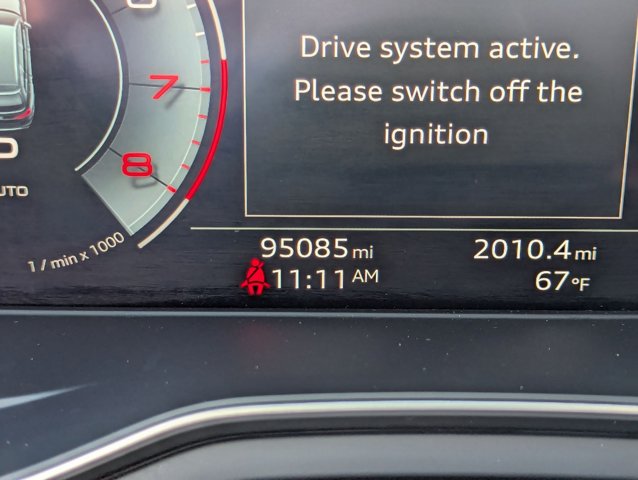 Drive system active.
Please switch off the
ignition
7
8
1 / min x 1000
95085 mi
2010.4 mi
11:11 AM
67 °F